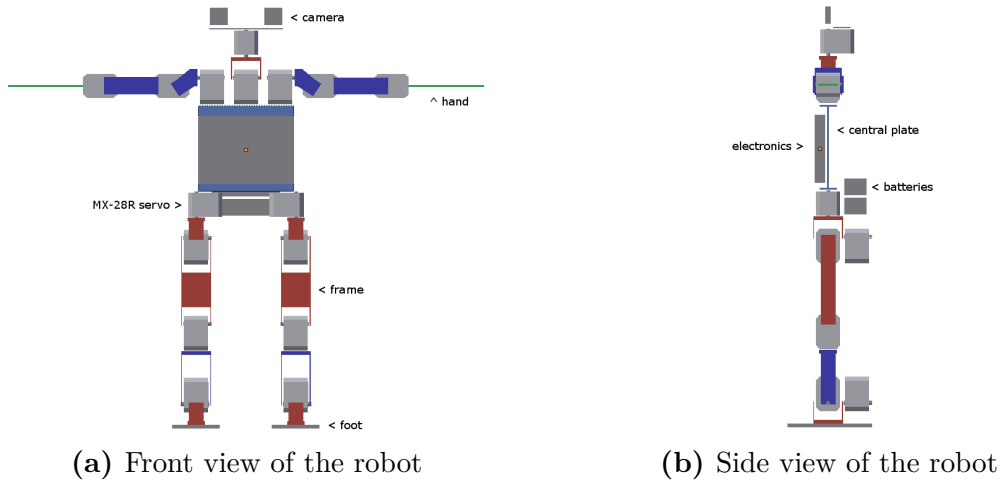 < camera
^ hand
MX-28R servo >
< frame
< foot
electronics >
< central plate
< batteries
(a) Front view of the robot
(b) Side view of the robot